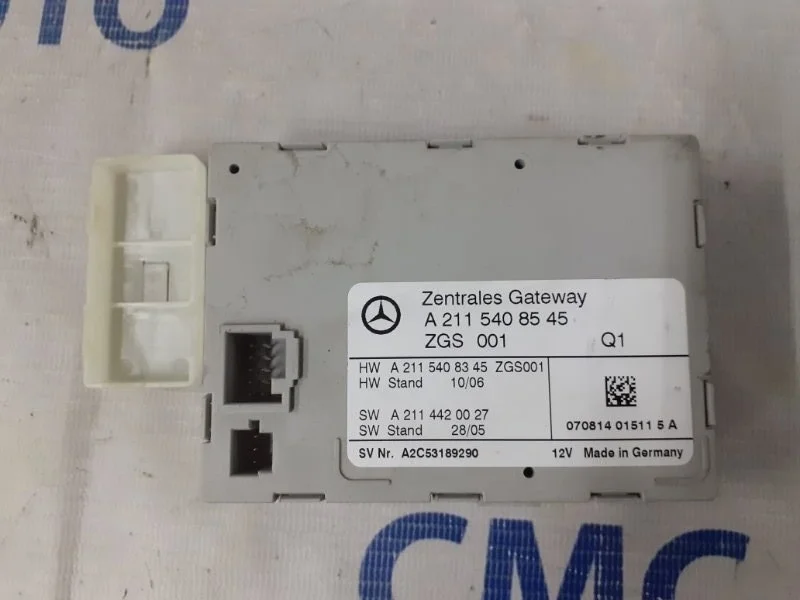 Zentrales Gateway
A 211 540 85 45
ZGS 001 Q1
HW A 211 540 83 45 ZGS001
HW Stand 10/06
SW A 211 442 00 27
SW Stand 28/05
070814 01511 5 A
SV Nr. A2C53189290 12V Made in Germany
СМС